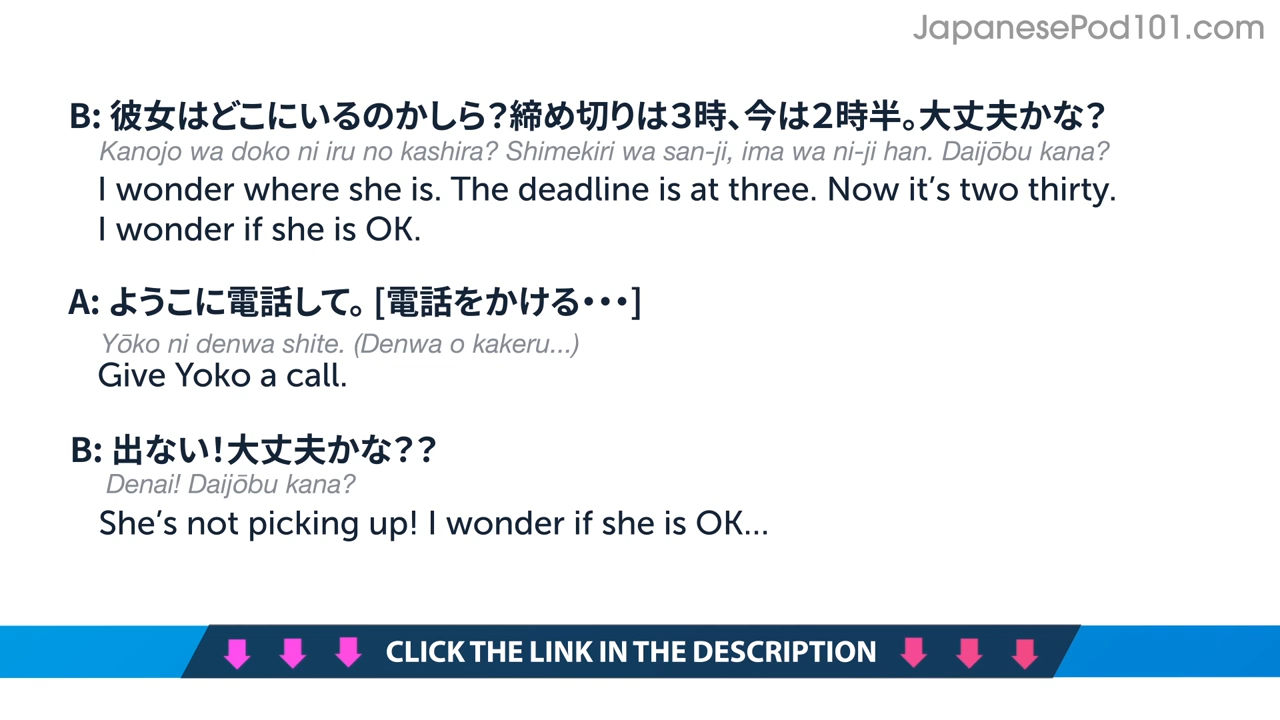 JapanesePod101.com
B: 彼女はどこにいるのかしら？締め切りは３時、今は２時半。大丈夫かな？
Kanojo wa doko ni iru no kashira? Shimekiri wa san-ji, ima wa ni-ji han. Daijōbu kana?
I wonder where she is. The deadline is at three. Now it's two thirty.
I wonder if she is OK.
A: ようこに電話して。[電話をかける・・・]
Yōko ni denwa shite. (Denwa o kakeru...)
Give Yoko a call.
B: 出ない！大丈夫かな？？
Denai! Daijōbu kana?
She's not picking up! I wonder if she is OK...
CLICK THE LINK IN THE DESCRIPTION